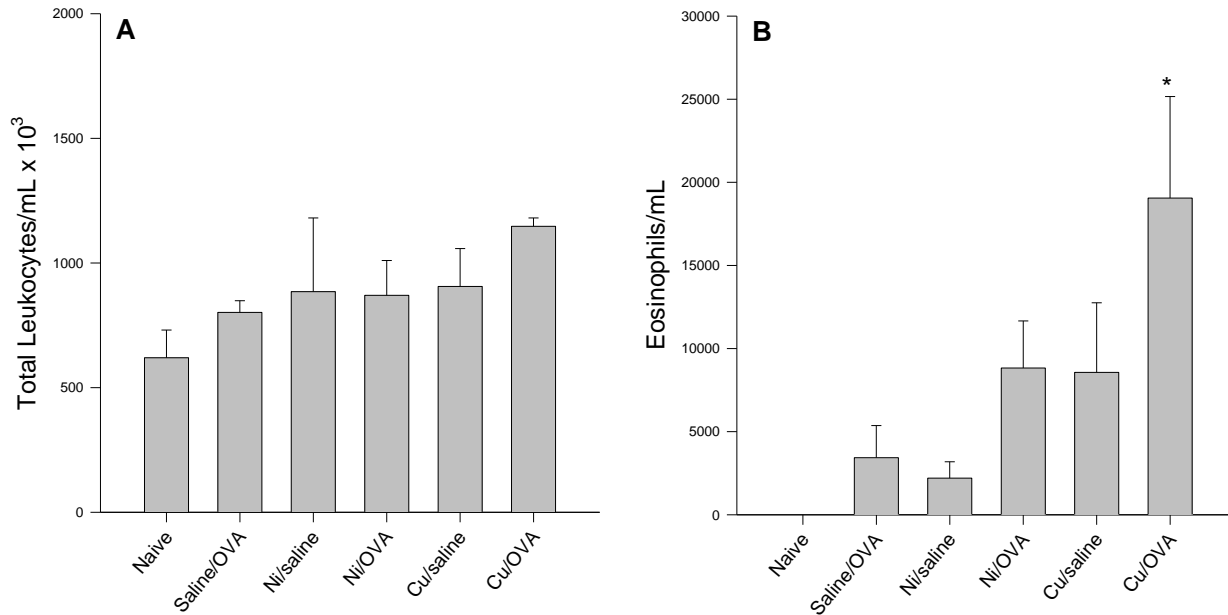 A
Total Leukocytes/mL x 10³
2000
1500
1000
500
0
Naive
Saline/OVA
Ni/saline
Ni/OVA
Cu/saline
Cu/OVA
B
Eosinophils/mL
30000
25000
20000
15000
10000
5000
0
*
Naive
Saline/OVA
Ni/saline
Ni/OVA
Cu/saline
Cu/OVA